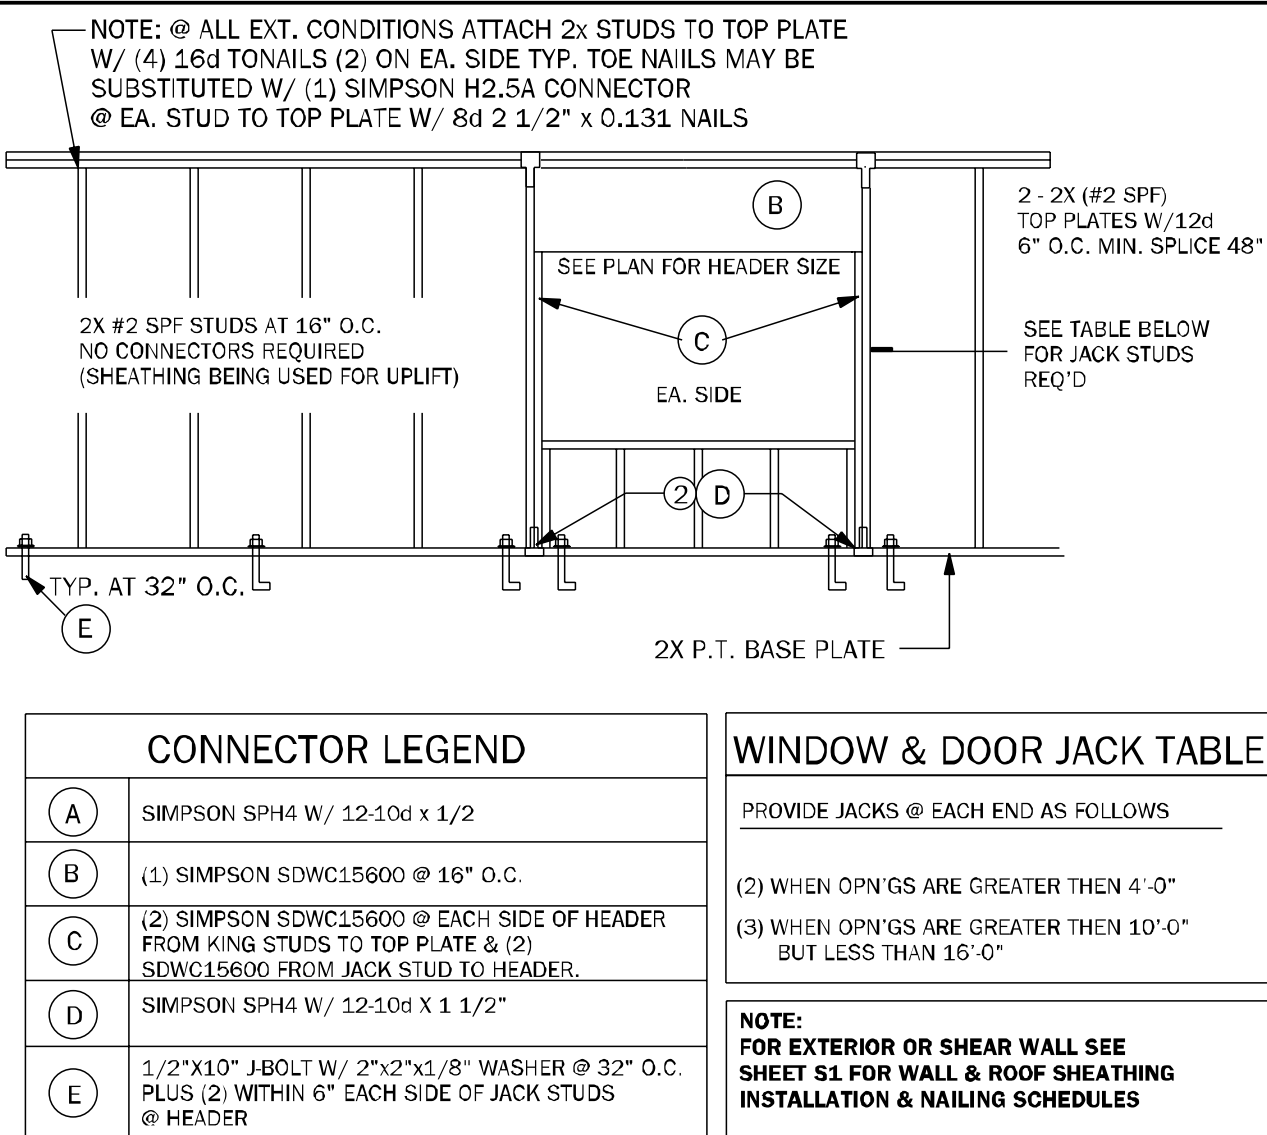 NOTE: @ ALL EXT. CONDITIONS ATTACH 2x STUDS TO TOP PLATE
W/ (4) 16d TONAILS (2) ON EA. SIDE TYP. TOE NAIILS MAY BE
SUBSTITUTED W/ (1) SIMPSON H2.5A CONNECTOR
@ EA. STUD TO TOP PLATE W/ 8d 2 1/2" x 0.131 NAILS
B
2 - 2X (#2 SPF)
TOP PLATES W/12d
6" O.C. MIN. SPLICE 48"
SEE PLAN FOR HEADER SIZE
2X #2 SPF STUDS AT 16" O.C.
NO CONNECTORS REQUIRED
(SHEATHING BEING USED FOR UPLIFT)
C
EA. SIDE
SEE TABLE BELOW
FOR JACK STUDS
REQ'D
2 D
TYP. AT 32" O.C.
E
2X P.T. BASE PLATE
CONNECTOR LEGEND
A SIMPSON SPH4 W/ 12-10d x 1/2
B (1) SIMPSON SDWC15600 @ 16" O.C.
C (2) SIMPSON SDWC15600 @ EACH SIDE OF HEADER
FROM KING STUDS TO TOP PLATE & (2)
SDWC15600 FROM JACK STUD TO HEADER.
D SIMPSON SPH4 W/ 12-10d X 1 1/2"
E 1/2"X10" J-BOLT W/ 2"x2"x1/8" WASHER @ 32" O.C.
PLUS (2) WITHIN 6" EACH SIDE OF JACK STUDS
@ HEADER
WINDOW & DOOR JACK TABLE
PROVIDE JACKS @ EACH END AS FOLLOWS
(2) WHEN OPN'GS ARE GREATER THEN 4'-0"
(3) WHEN OPN'GS ARE GREATER THEN 10'-0"
BUT LESS THAN 16'-0"
NOTE:
FOR EXTERIOR OR SHEAR WALL SEE
SHEET S1 FOR WALL & ROOF SHEATHING
INSTALLATION & NAILING SCHEDULES